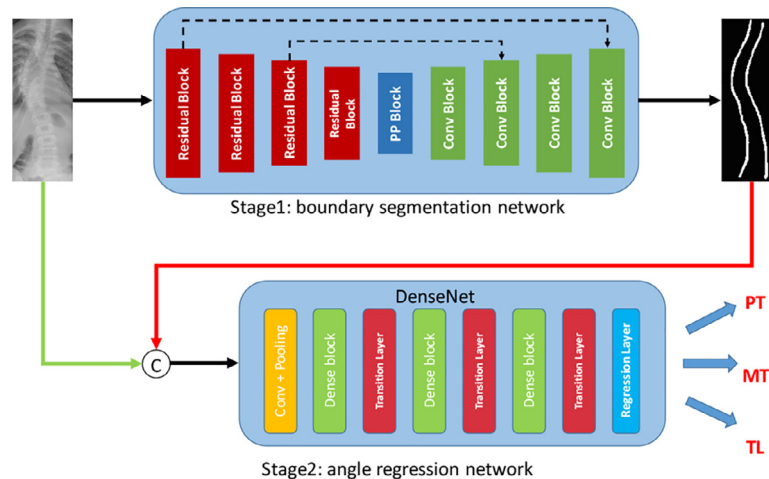 Residual Block
Residual Block
Residual Block
Residual
Block
PP Block
Conv Block
Conv Block
Conv Block
Conv Block
Stage1: boundary segmentation network
DenseNet
C
Conv + Pooling
Dense block
Transition Layer
Dense block
Transition Layer
Dense block
Transition Layer
Regression Layer
PT
MT
TL
Stage2: angle regression network